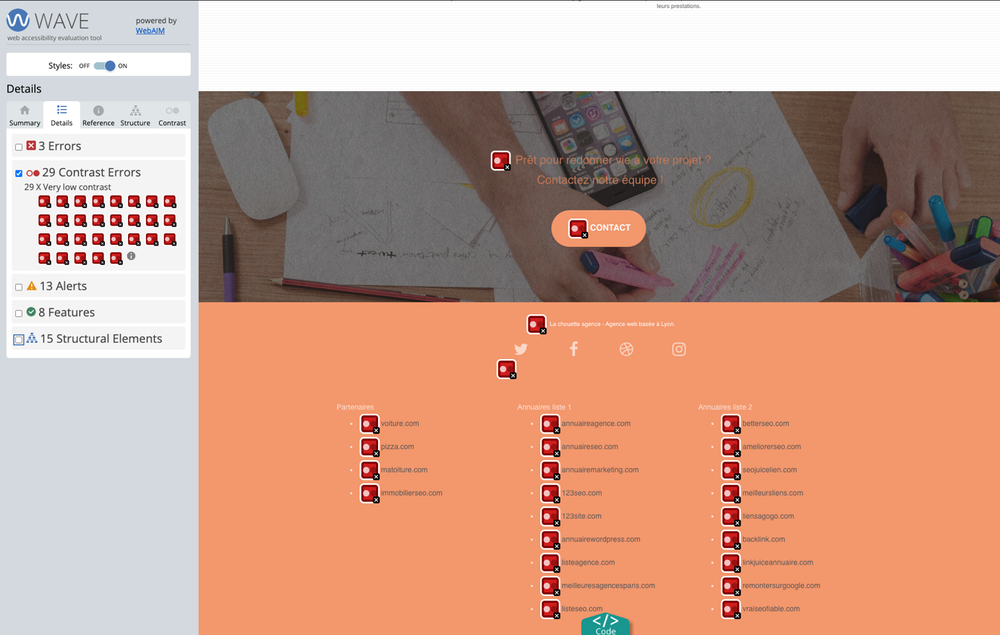 WAVE
web accessibility evaluation tool
powered by
WebAIM
Styles: OFF ON
Details
Summary Details Reference Structure Contrast
3 Errors
29 Contrast Errors
29 X Very low contrast
13 Alerts
8 Features
15 Structural Elements
leurs prestations.
Prêt pour redonner vie à votre projet ?
Contactez notre équipe !
CONTACT
La chouette agence - Agence web basée à Lyon.
Partenaires
voiture.com
pizza.com
matoiture.com
immobilierseo.com
Annuaires liste 1
annuaireagence.com
annuaireseo.com
annuairemarketing.com
123seo.com
123site.com
annuairewordpress.com
listeagence.com
meilleuresagencesparis.com
listeseo.com
Annuaires liste 2
betterseo.com
ameliorerseo.com
seojuicelien.com
meilleursliens.com
liensagogo.com
backlink.com
linkjuiceannuaire.com
remontersurgoogle.com
vraiseofiable.com
</>
Code